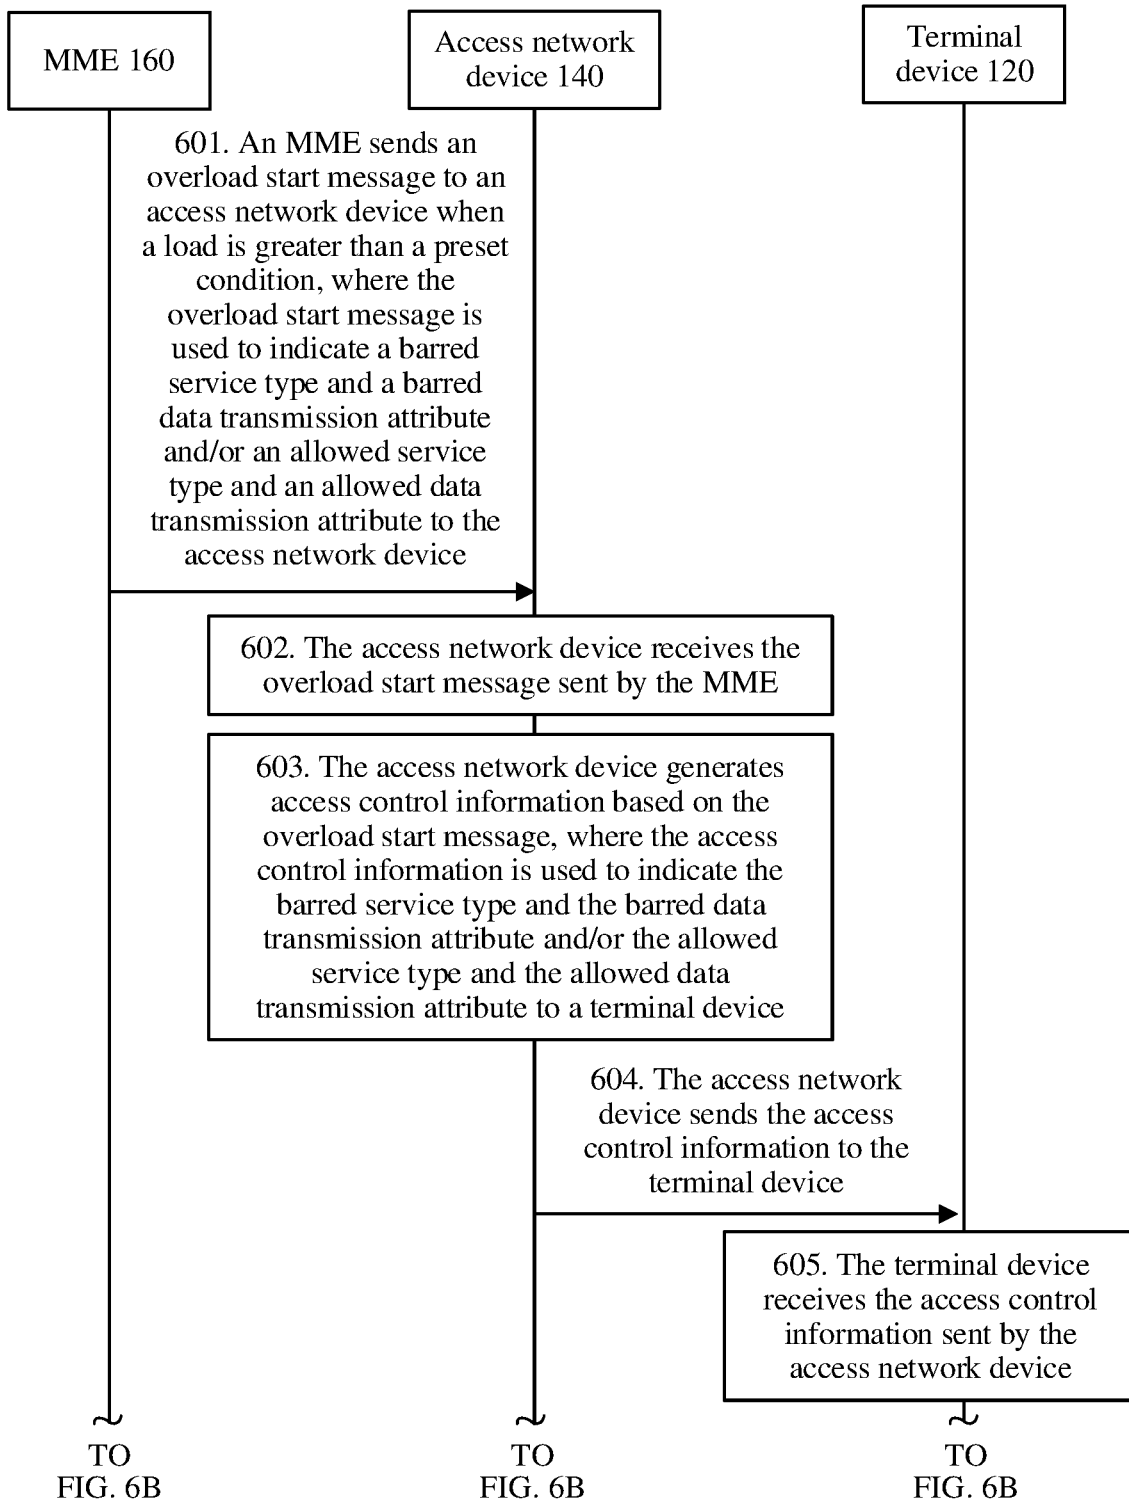 MME 160
Access network
device 140
Terminal
device 120
601. An MME sends an
overload start message to an
access network device when
a load is greater than a preset
condition, where the
overload start message is
used to indicate a barred
service type and a barred
data transmission attribute
and/or an allowed service
type and an allowed data
transmission attribute to the
access network device
602. The access network device receives the
overload start message sent by the MME
603. The access network device generates
access control information based on the
overload start message, where the access
control information is used to indicate the
barred service type and the barred data
transmission attribute and/or the allowed
service type and the allowed data
transmission attribute to a terminal device
604. The access network
device sends the access
control information to the
terminal device
605. The terminal device
receives the access control
information sent by the
access network device
TO
FIG. 6B
TO
FIG. 6B
TO
FIG. 6B